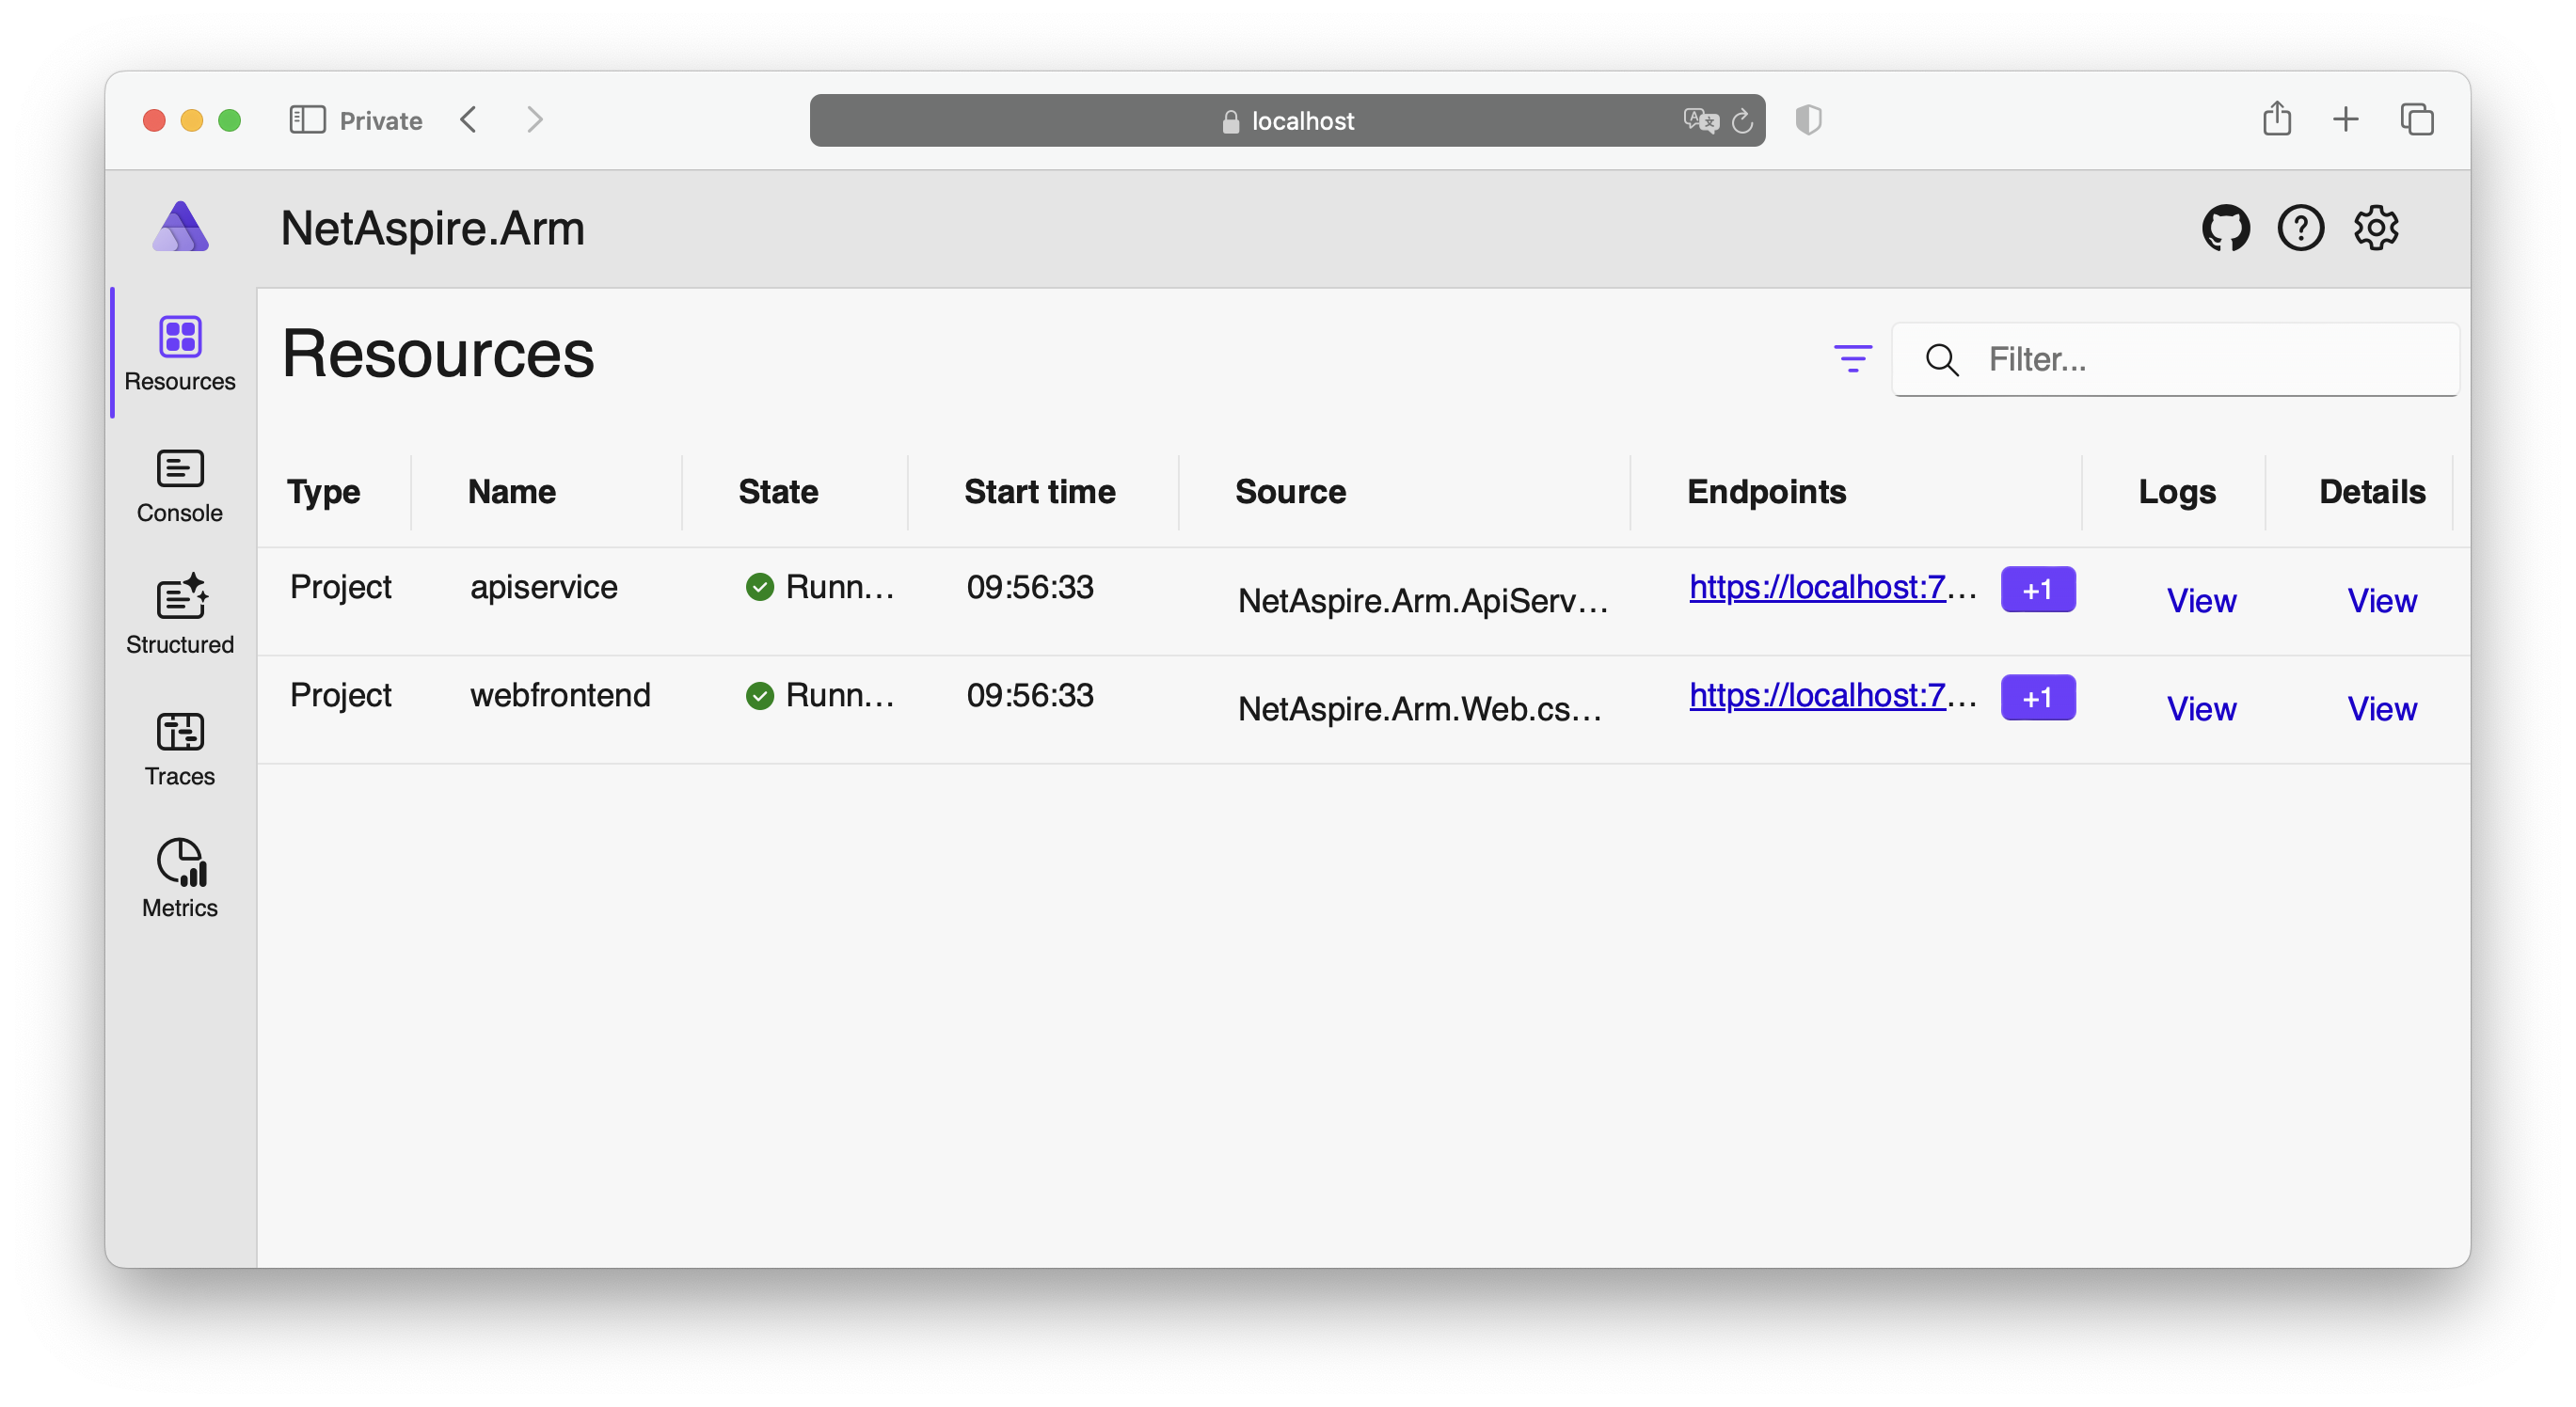 Private
localhost
NetAspire.Arm
Resources
Filter...
Resources
Console
Structured
Traces
Metrics
Type Name State Start time Source Endpoints Logs Details
Project apiservice Runn... 09:56:33 NetAspire.Arm.ApiServ... https://localhost:7... +1 View View
Project webfrontend Runn... 09:56:33 NetAspire.Arm.Web.cs... https://localhost:7... +1 View View